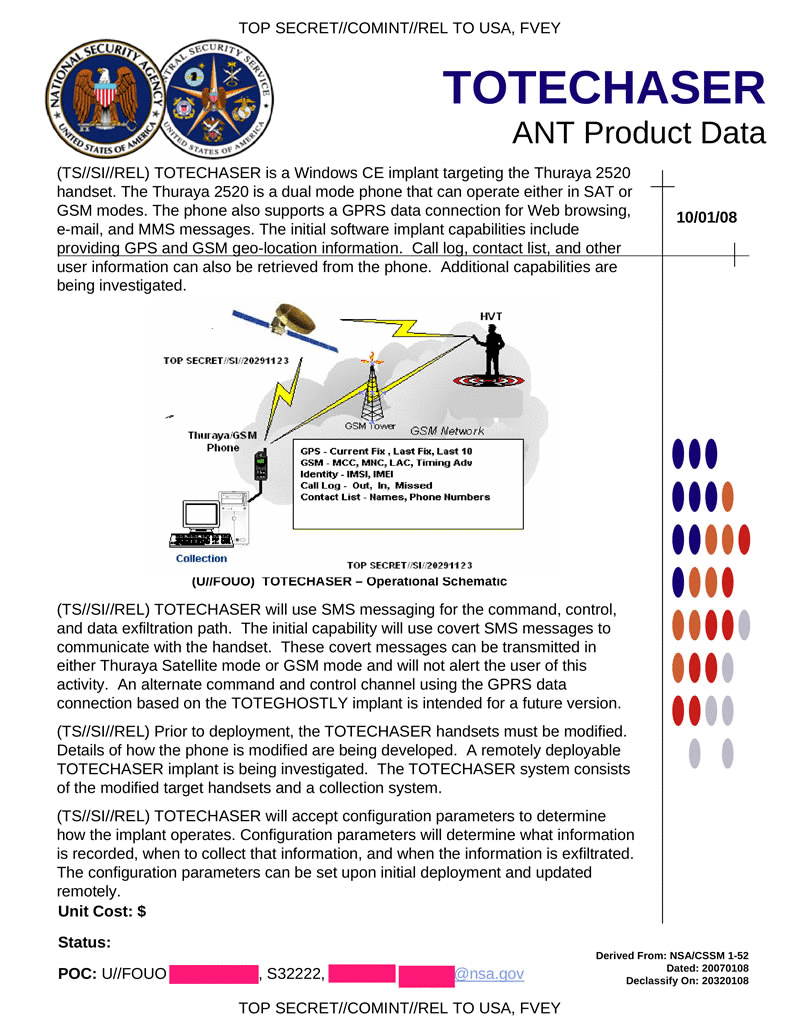 TOP SECRET//COMINT//REL TO USA, FVEY
NATIONAL SECURITY AGENCY
UNITED STATES OF AMERICA
CENTRAL SECURITY SERVICE
UNITED STATES OF AMERICA
TOTECHASER
ANT Product Data
(TS//SI//REL) TOTECHASER is a Windows CE implant targeting the Thuraya 2520
handset. The Thuraya 2520 is a dual mode phone that can operate either in SAT or
GSM modes. The phone also supports a GPRS data connection for Web browsing,
e-mail, and MMS messages. The initial software implant capabilities include
providing GPS and GSM geo-location information.  Call log, contact list, and other
user information can also be retrieved from the phone.  Additional capabilities are
being investigated.
10/01/08
HVT
TOP SECRET//SI//20291123
GSM Tower
GSM Network
Thuraya/GSM
Phone
GPS - Current Fix , Last Fix, Last 10
GSM - MCC, MNC, LAC, Timing Adv
Identity - IMSI, IMEI
Call Log -  Out,  In,  Missed
Contact List - Names, Phone Numbers
Collection
TOP SECRET//SI//20291123
(U//FOUO)  TOTECHASER – Operational Schematic
(TS//SI//REL) TOTECHASER will use SMS messaging for the command, control,
and data exfiltration path.  The initial capability will use covert SMS messages to
communicate with the handset.  These covert messages can be transmitted in
either Thuraya Satellite mode or GSM mode and will not alert the user of this
activity.  An alternate command and control channel using the GPRS data
connection based on the TOTEGHOSTLY implant is intended for a future version.
(TS//SI//REL) Prior to deployment, the TOTECHASER handsets must be modified.
Details of how the phone is modified are being developed.  A remotely deployable
TOTECHASER implant is being investigated.  The TOTECHASER system consists
of the modified target handsets and a collection system.
(TS//SI//REL) TOTECHASER will accept configuration parameters to determine
how the implant operates. Configuration parameters will determine what information
is recorded, when to collect that information, and when the information is exfiltrated.
The configuration parameters can be set upon initial deployment and updated
remotely.
Unit Cost: $
Status:
POC: U//FOUO , S32222, @nsa.gov
Derived From: NSA/CSSM 1-52
Dated: 20070108
Declassify On: 20320108
TOP SECRET//COMINT//REL TO USA, FVEY